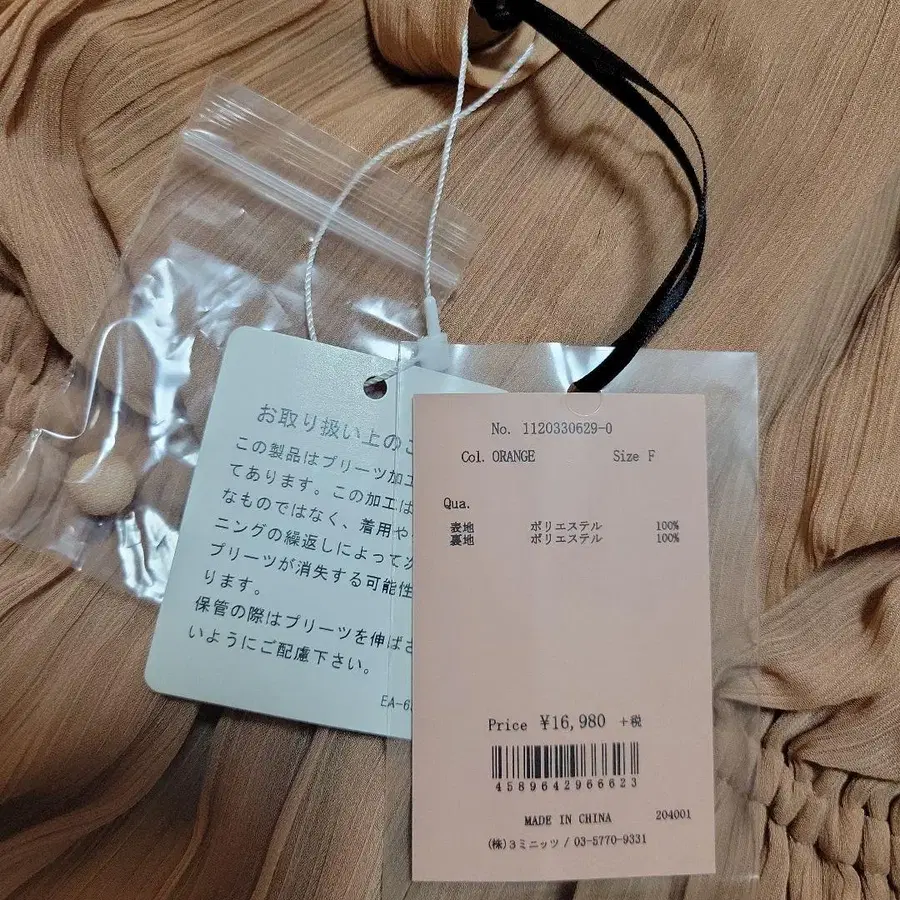 お取り扱い上の
この製品はプリーツ加工
てあります。この加工は
なものではなく、着用や
ニングの繰返しによって次
プリーツが消失する可能性
ります。
保管の際はプリーツを伸ばさ
いようにご配慮下さい。
EA-6
No. 1120330629-0
Col. ORANGE Size F
Qua.
表地 ポリエステル 100%
裏地 ポリエステル 100%
Price ¥16,980 +税
4589642966623
MADE IN CHINA 204001
(株)3ミニッツ / 03-5770-9331